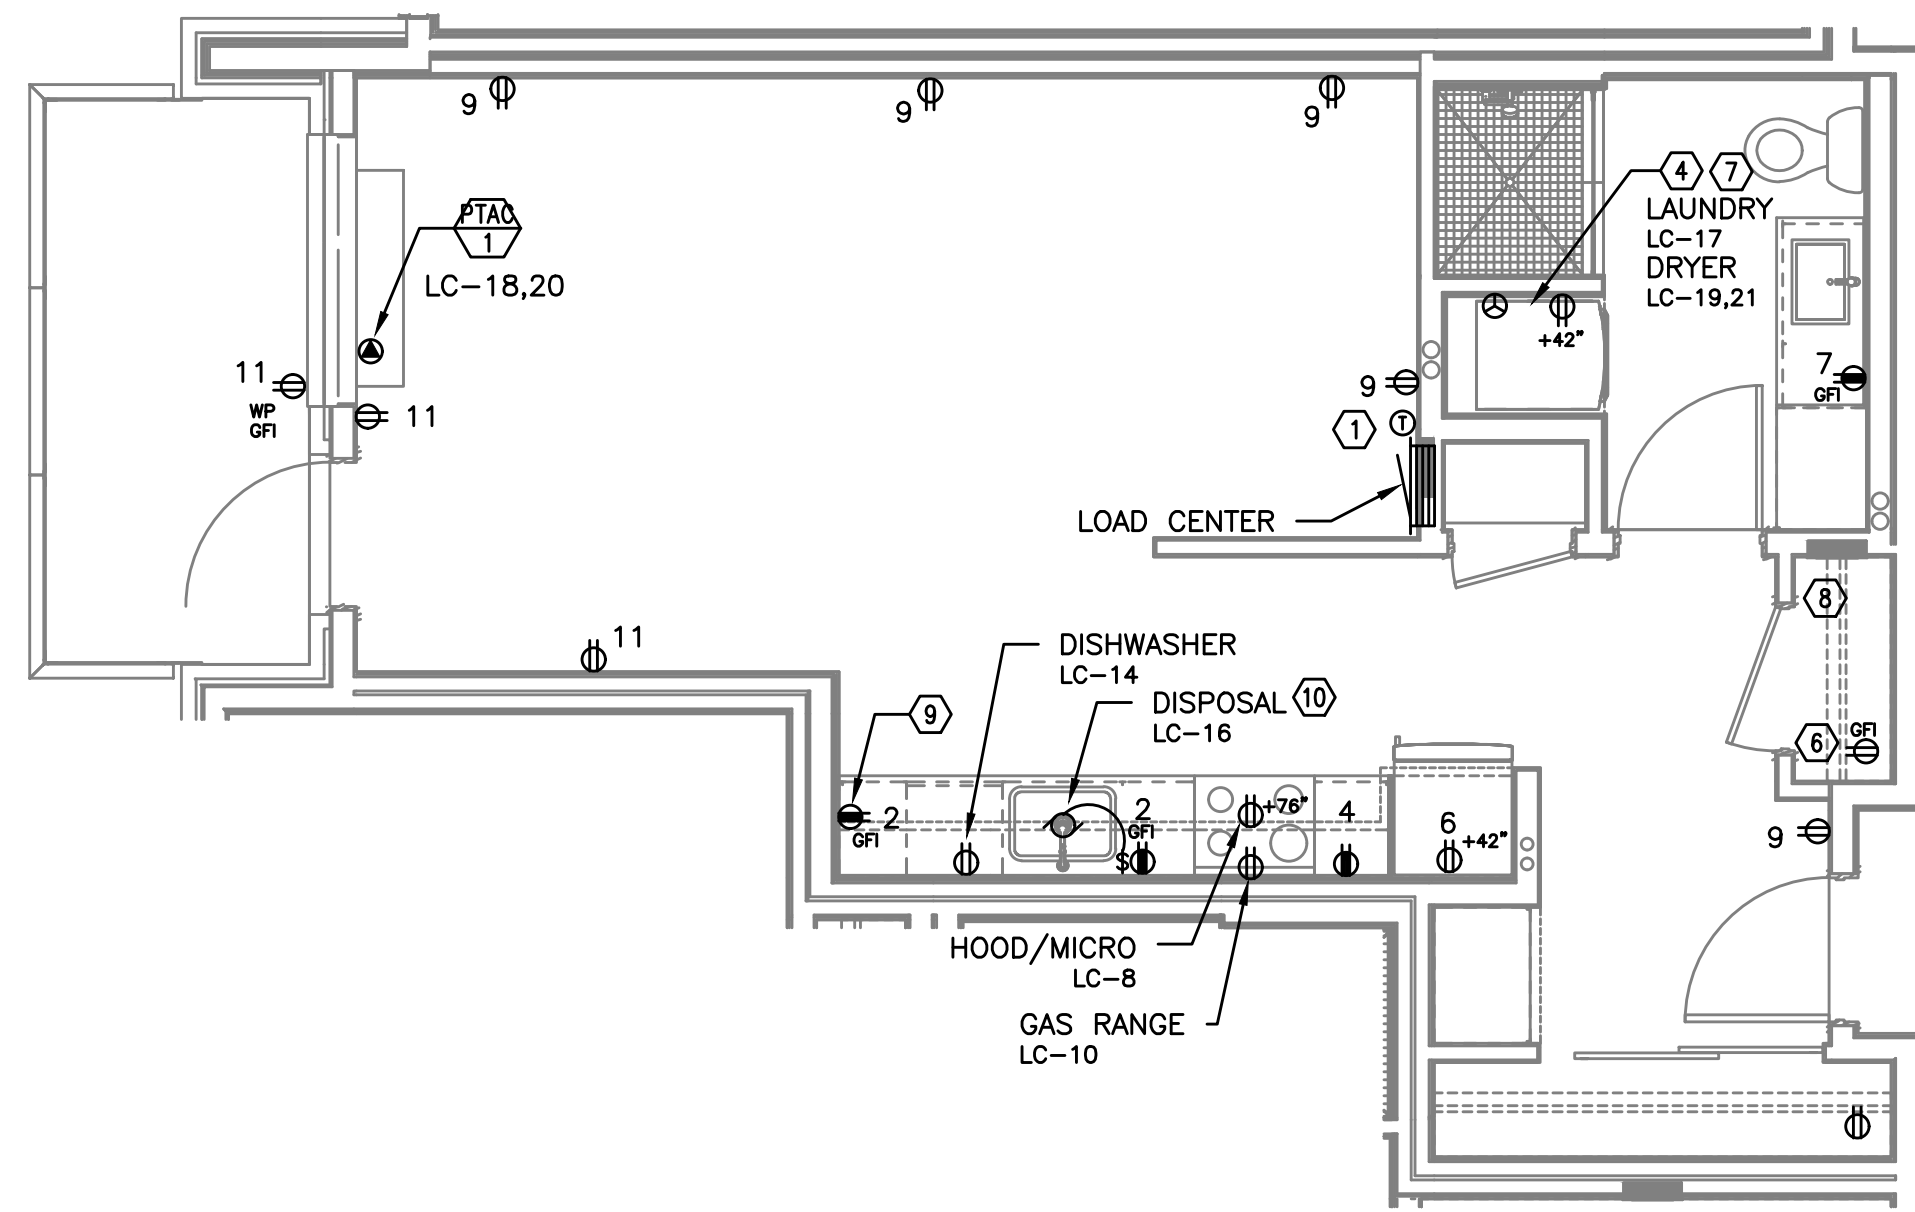 9
9
9
PTAC
1
LC-18,20
4
7
LAUNDRY
LC-17
DRYER
LC-19,21
+42"
11
WP
GFI
11
9
1
T
7
GFI
LOAD CENTER
8
11
DISHWASHER
LC-14
DISPOSAL
10
LC-16
9
6
GFI
2
GFI
2
GFI
S
+76"
4
6
+42"
9
HOOD/MICRO
LC-8
GAS RANGE
LC-10